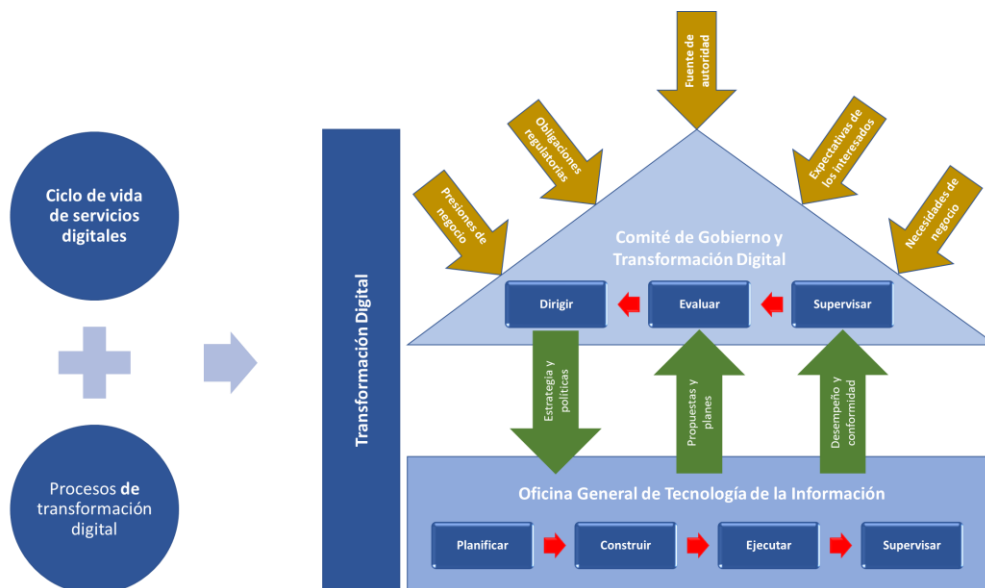 Ciclo de vida
de servicios
digitales
Procesos de
transformación
digital
Transformación Digital
Fuente de
autoridad
Obligaciones
regulatorias
Presiones de
negocio
Expectativas de
los interesados
Necesidades de
negocio
Comité de Gobierno y
Transformación Digital
Dirigir
Evaluar
Supervisar
Estrategia y
políticas
Propuestas y
planes
Desempeño y
conformidad
Oficina General de Tecnología de la Información
Planificar
Construir
Ejecutar
Supervisar